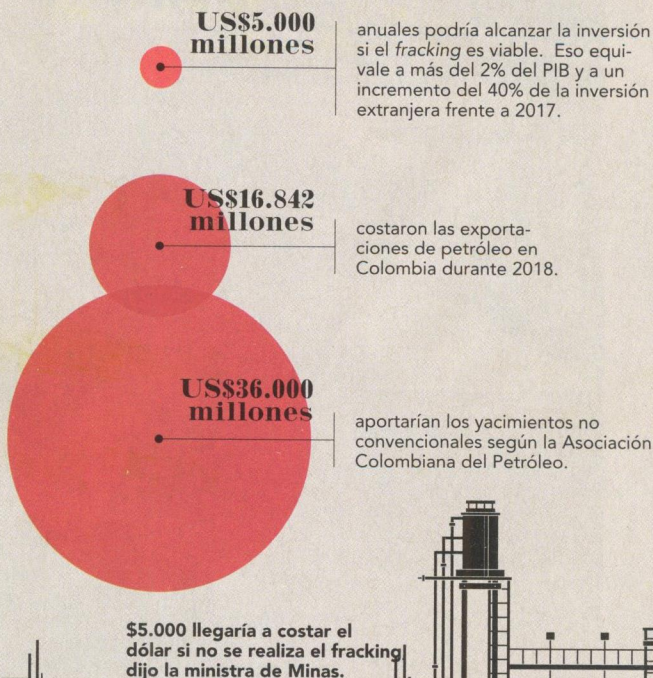 US$5.000
millones
anuales podría alcanzar la inversión
si el fracking es viable. Eso equi-
vale a más del 2% del PIB y a un
incremento del 40% de la inversión
extranjera frente a 2017.
US$16.842
millones
costaron las exporta-
ciones de petróleo en
Colombia durante 2018.
US$36.000
millones
aportarían los yacimientos no
convencionales según la Asociación
Colombiana del Petróleo.
$5.000 llegaría a costar el
dólar si no se realiza el fracking
dijo la ministra de Minas.